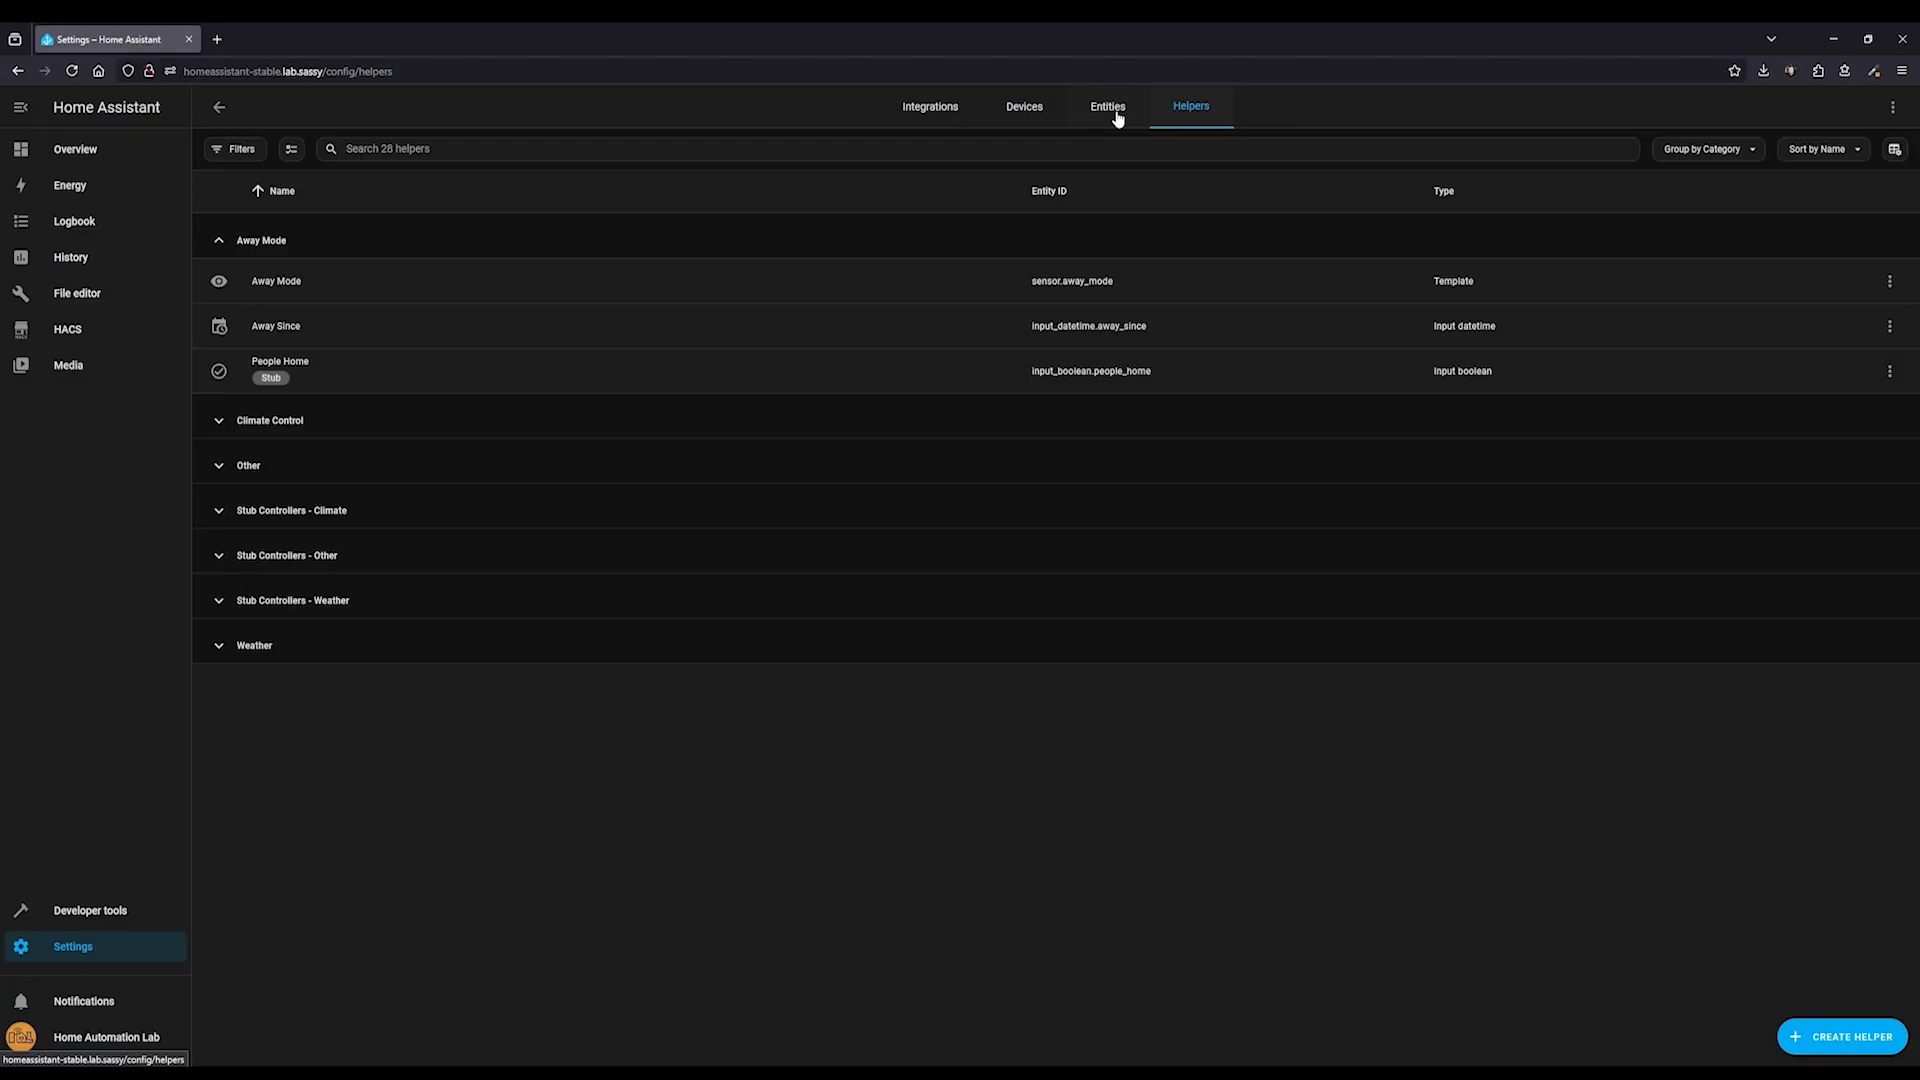 Settings – Home Assistant
homeassistant-stable.lab.sassy/config/helpers
Home Assistant
Integrations
Devices
Entities
Helpers
Overview
Energy
Logbook
History
File editor
HACS
Media
Filters
Search 28 helpers
Group by Category
Sort by Name
Name
Entity ID
Type
Away Mode
Away Mode
sensor.away_mode
Template
Away Since
input_datetime.away_since
Input datetime
People Home
Stub
input_boolean.people_home
Input boolean
Climate Control
Other
Stub Controllers - Climate
Stub Controllers - Other
Stub Controllers - Weather
Weather
Developer tools
Settings
Notifications
Home Automation Lab
homeassistant-stable.lab.sassy/config/helpers
CREATE HELPER